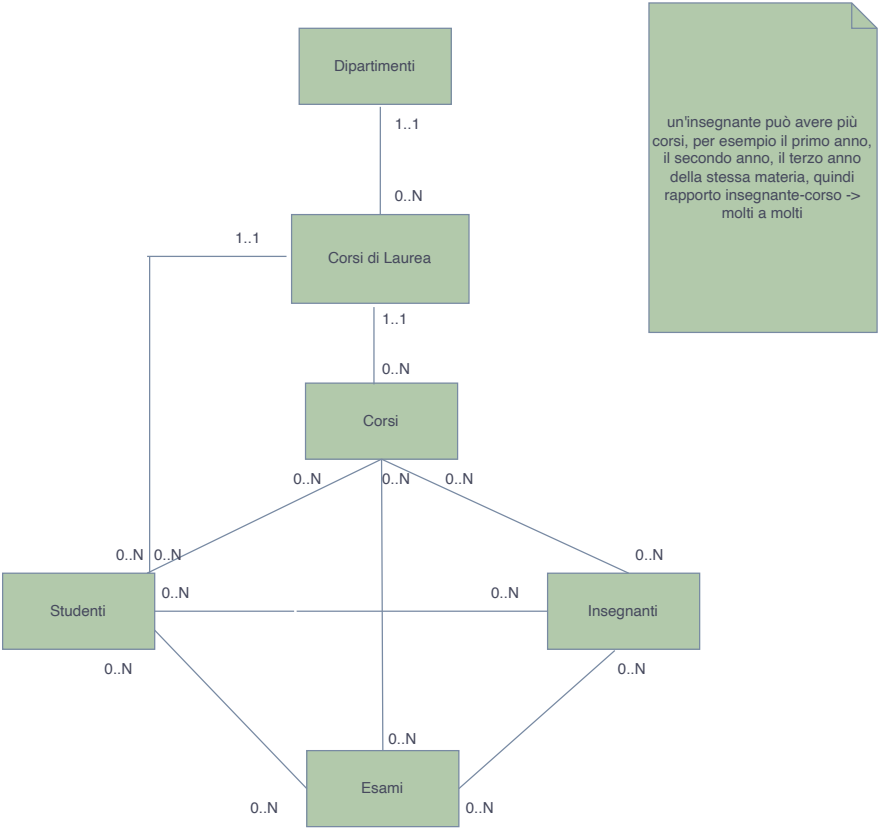 Dipartimenti
un'insegnante può avere più
corsi, per esempio il primo anno,
il secondo anno, il terzo anno
della stessa materia, quindi
rapporto insegnante-corso ->
molti a molti
1..1
0..N
1..1
Corsi di Laurea
1..1
0..N
Corsi
0..N
0..N
0..N
0..N
0..N
0..N
Studenti
0..N
0..N
Insegnanti
0..N
0..N
0..N
Esami
0..N
0..N